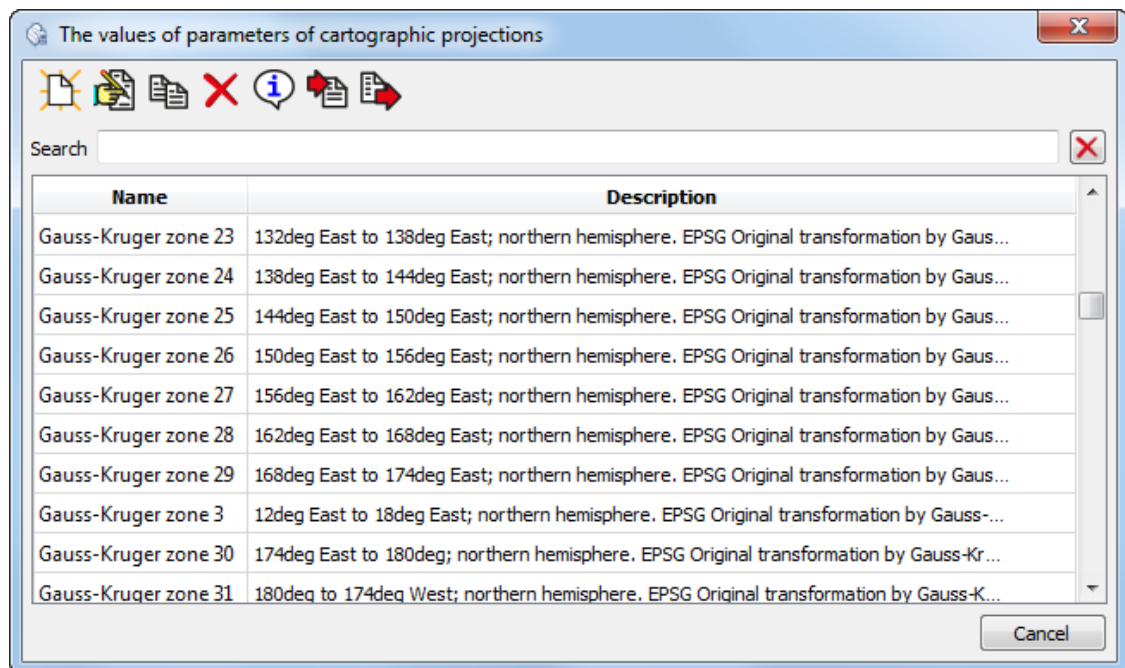 The values of parameters of cartographic projections
Search
Name Description
Gauss-Kruger zone 23 132deg East to 138deg East; northern hemisphere. EPSG Original transformation by Gaus...
Gauss-Kruger zone 24 138deg East to 144deg East; northern hemisphere. EPSG Original transformation by Gaus...
Gauss-Kruger zone 25 144deg East to 150deg East; northern hemisphere. EPSG Original transformation by Gaus...
Gauss-Kruger zone 26 150deg East to 156deg East; northern hemisphere. EPSG Original transformation by Gaus...
Gauss-Kruger zone 27 156deg East to 162deg East; northern hemisphere. EPSG Original transformation by Gaus...
Gauss-Kruger zone 28 162deg East to 168deg East; northern hemisphere. EPSG Original transformation by Gaus...
Gauss-Kruger zone 29 168deg East to 174deg East; northern hemisphere. EPSG Original transformation by Gaus...
Gauss-Kruger zone 3 12deg East to 18deg East; northern hemisphere. EPSG Original transformation by Gauss-...
Gauss-Kruger zone 30 174deg East to 180deg; northern hemisphere. EPSG Original transformation by Gauss-Kr...
Gauss-Kruger zone 31 180deg to 174deg West; northern hemisphere. EPSG Original transformation by Gauss-K...
Cancel